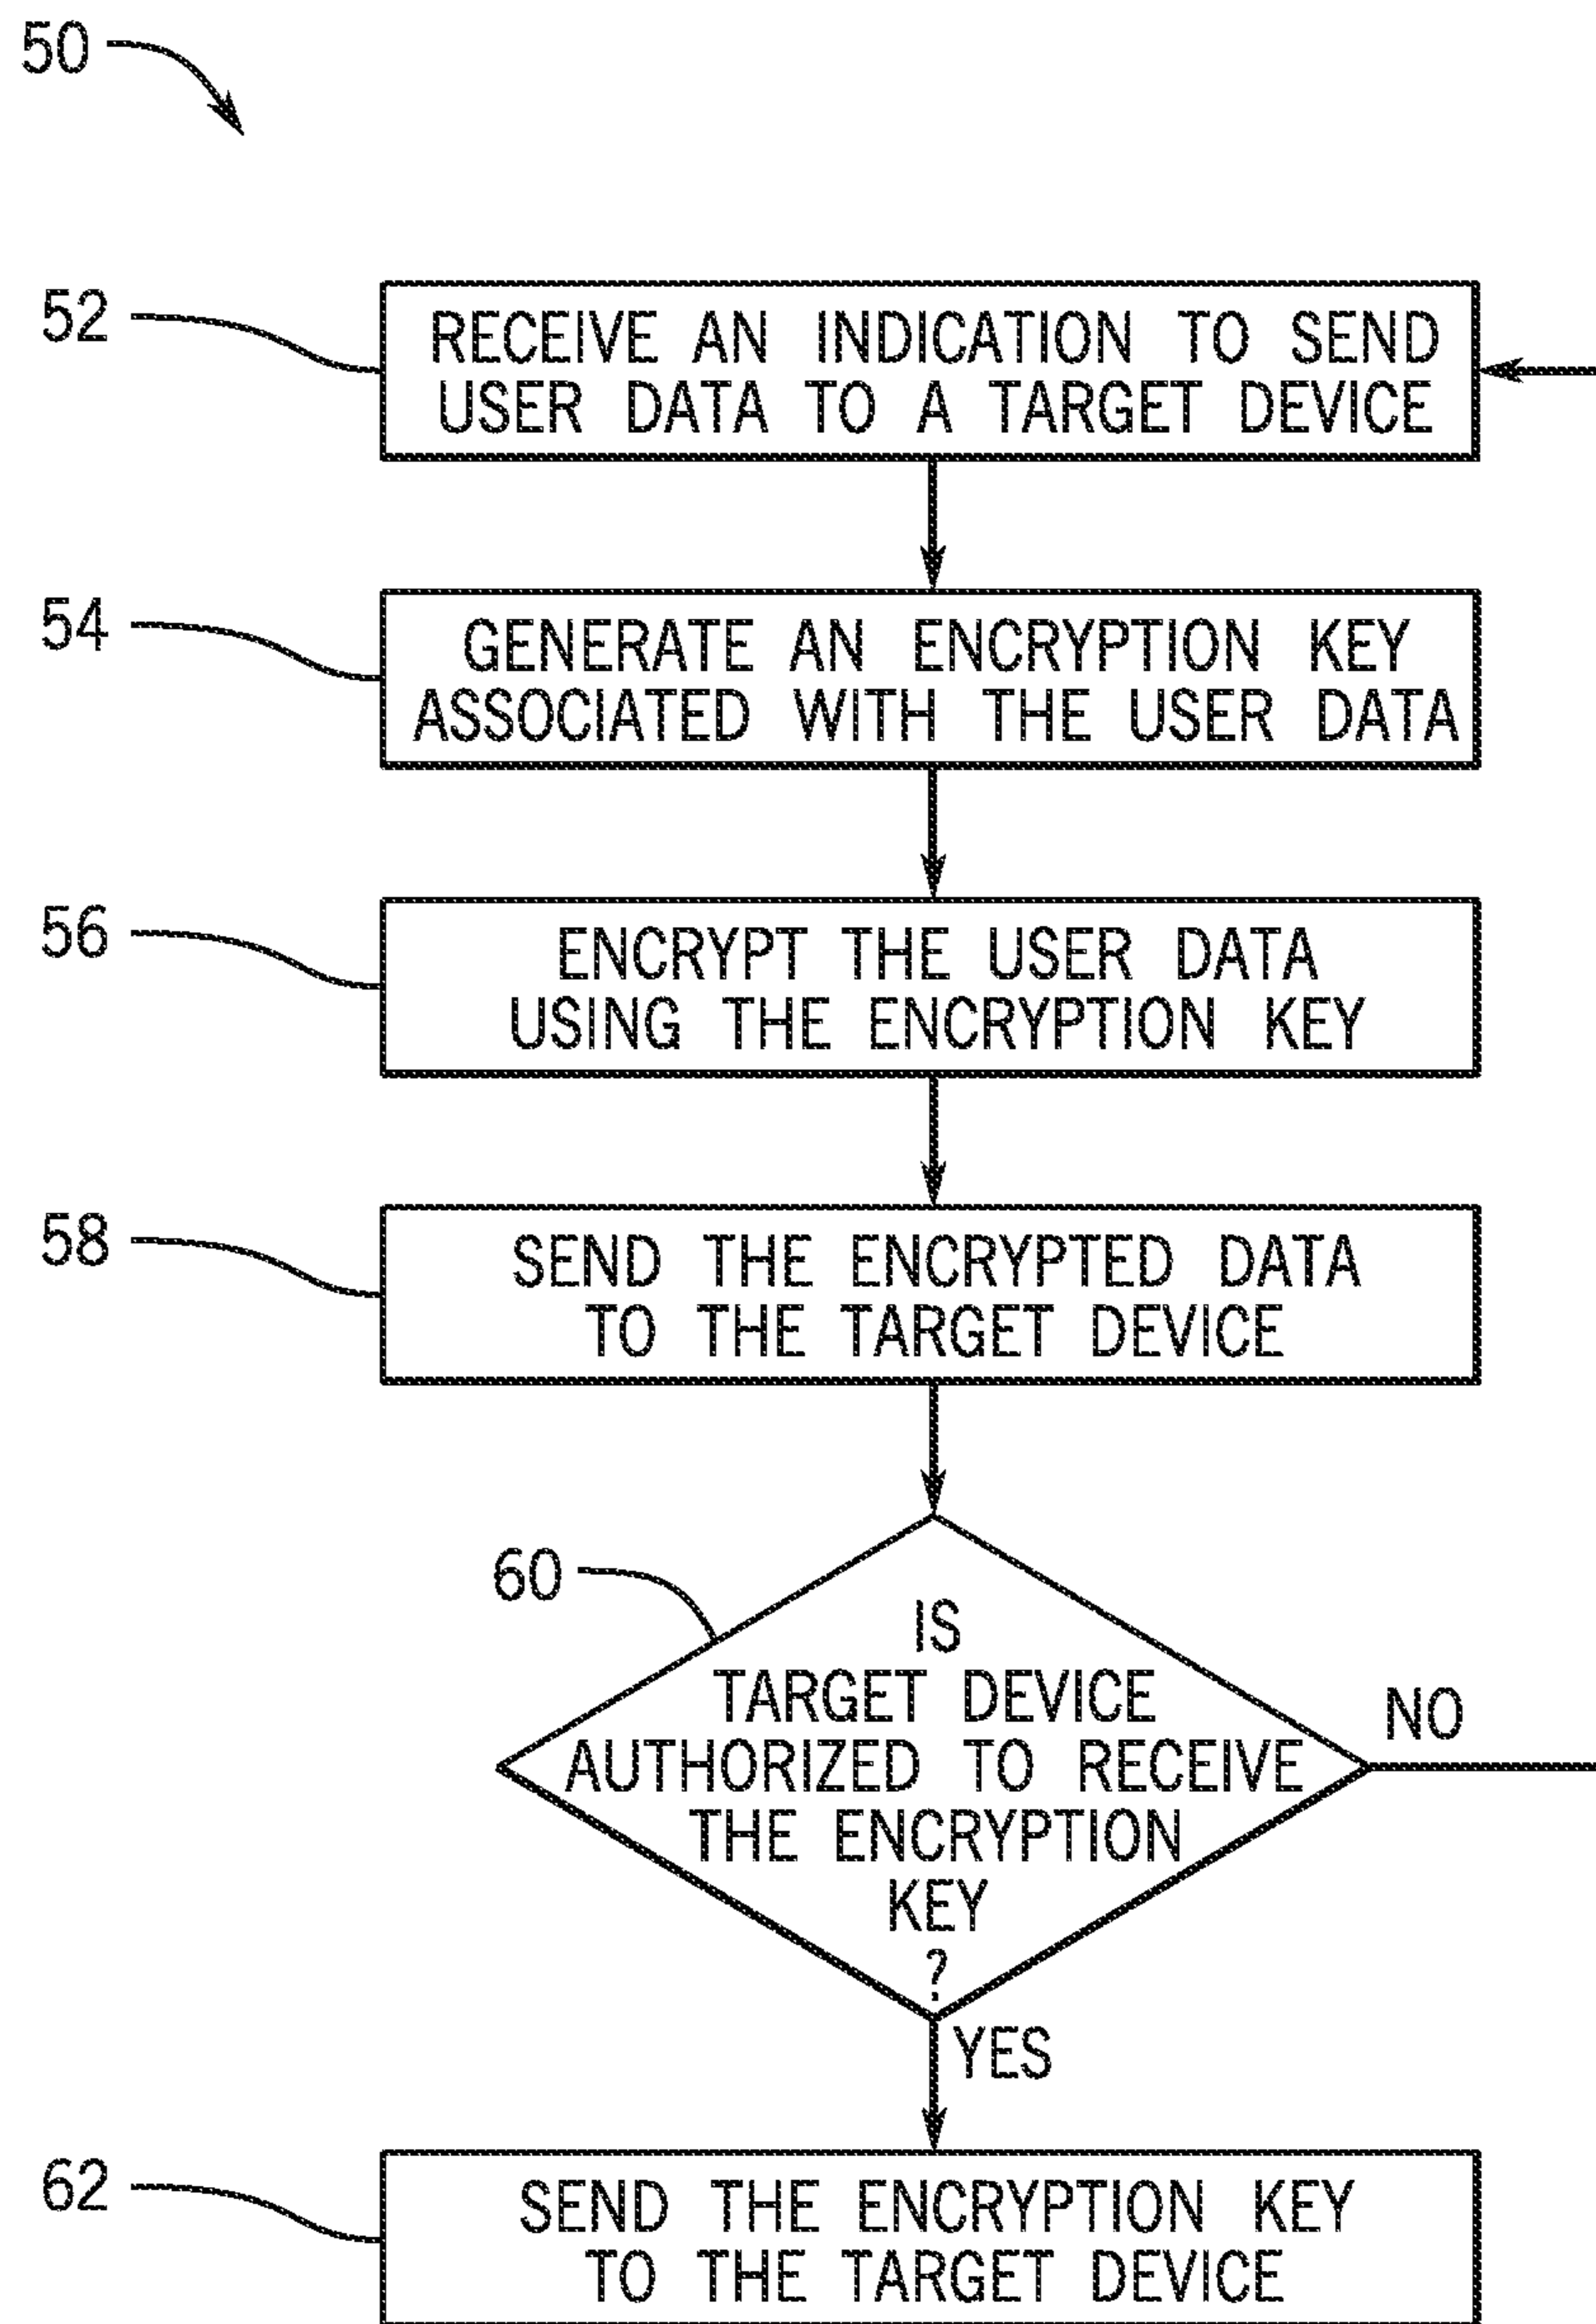 50
52
RECEIVE AN INDICATION TO SEND
USER DATA TO A TARGET DEVICE
54
GENERATE AN ENCRYPTION KEY
ASSOCIATED WITH THE USER DATA
56
ENCRYPT THE USER DATA
USING THE ENCRYPTION KEY
58
SEND THE ENCRYPTED DATA
TO THE TARGET DEVICE
60
IS
TARGET DEVICE
AUTHORIZED TO RECEIVE
THE ENCRYPTION
KEY
?
NO
YES
62
SEND THE ENCRYPTION KEY
TO THE TARGET DEVICE